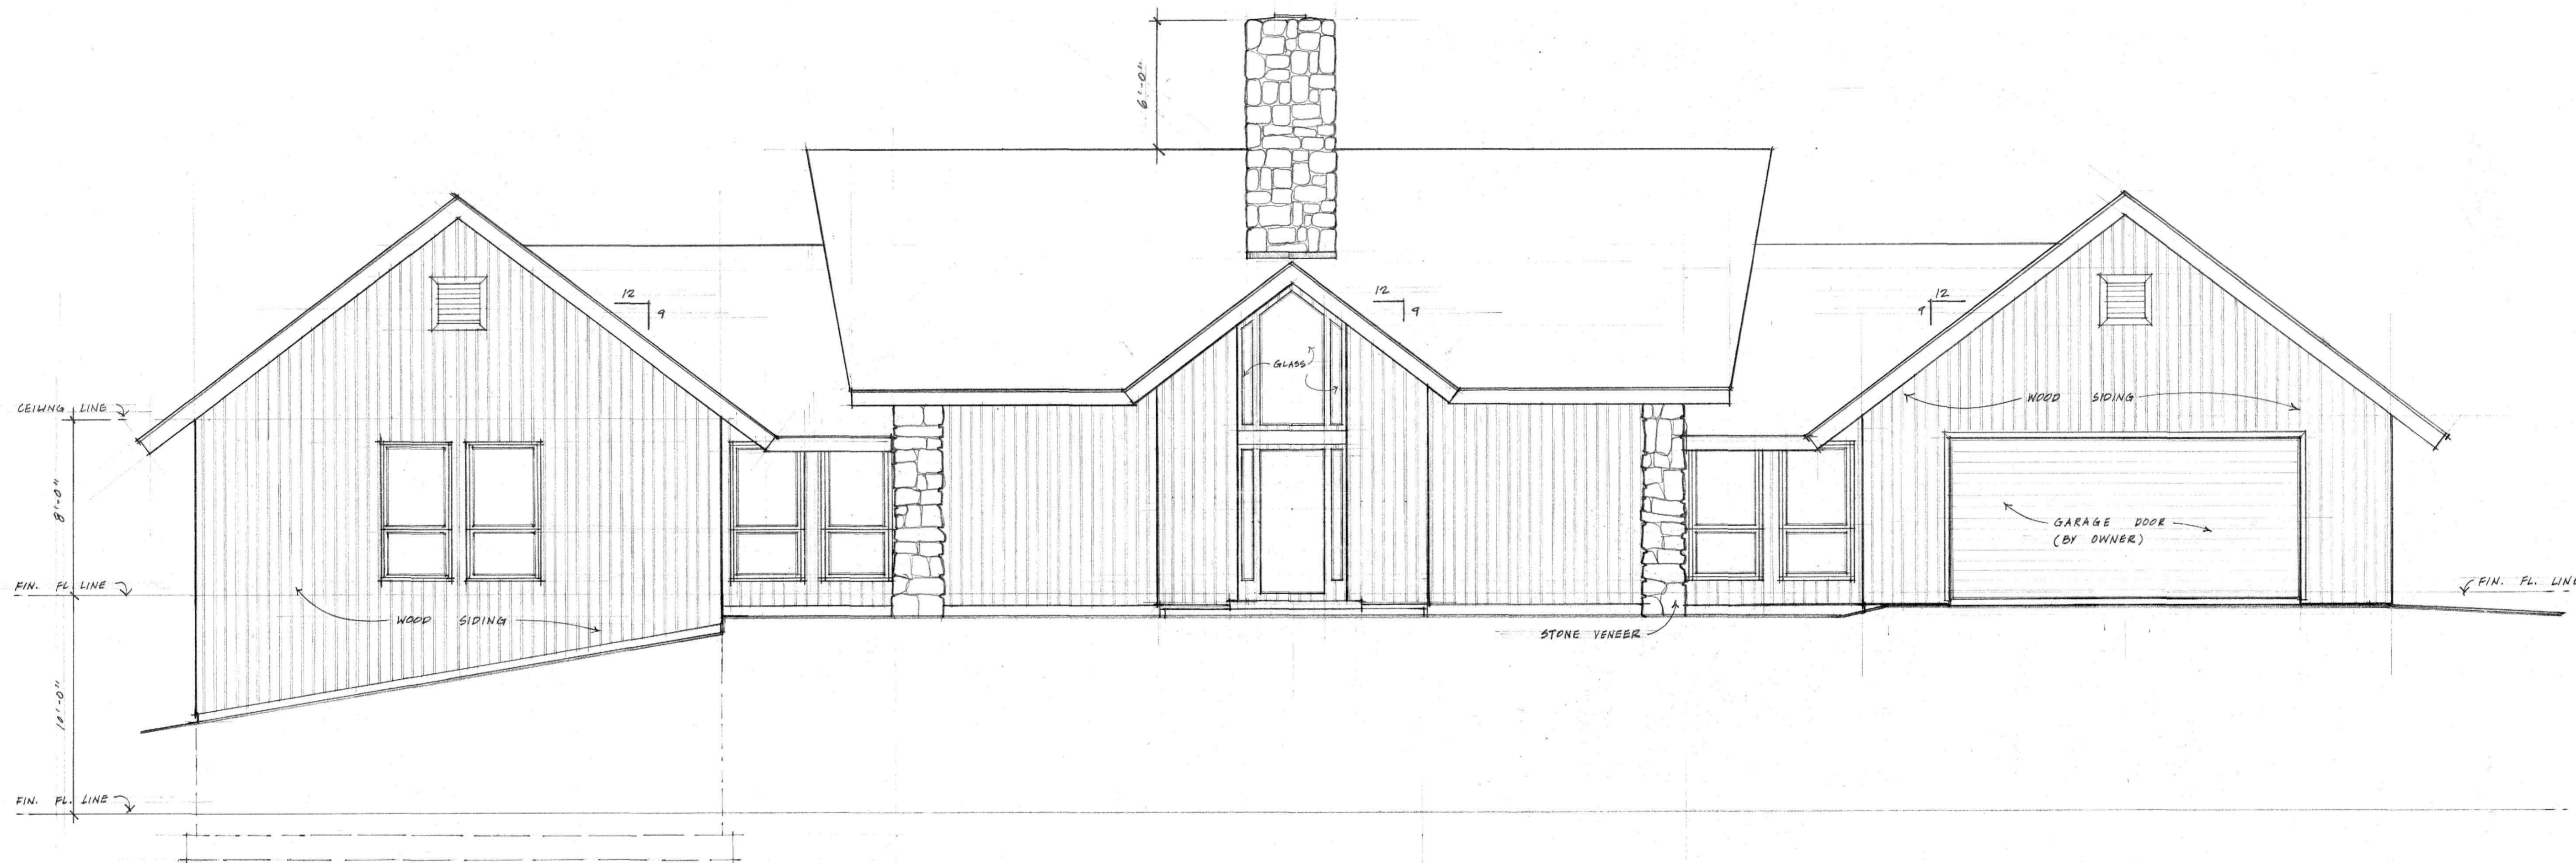 6'-0"
12
9
12
9
12
9
GLASS
CEILING LINE
WOOD SIDING
8'-0"
GARAGE DOOR
(BY OWNER)
FIN. FL. LINE
FIN. FL. LINE
WOOD SIDING
STONE VENEER
10'-0"
FIN. FL. LINE